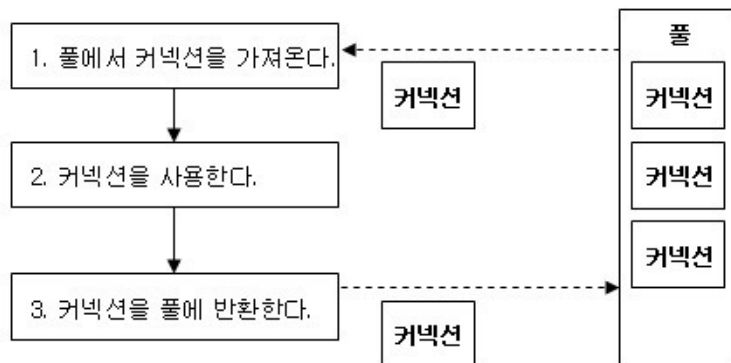 1. 풀에서 커넥션을 가져온다.
커넥션
2. 커넥션을 사용한다.
3. 커넥션을 풀에 반환한다.
커넥션
풀
커넥션
커넥션
커넥션